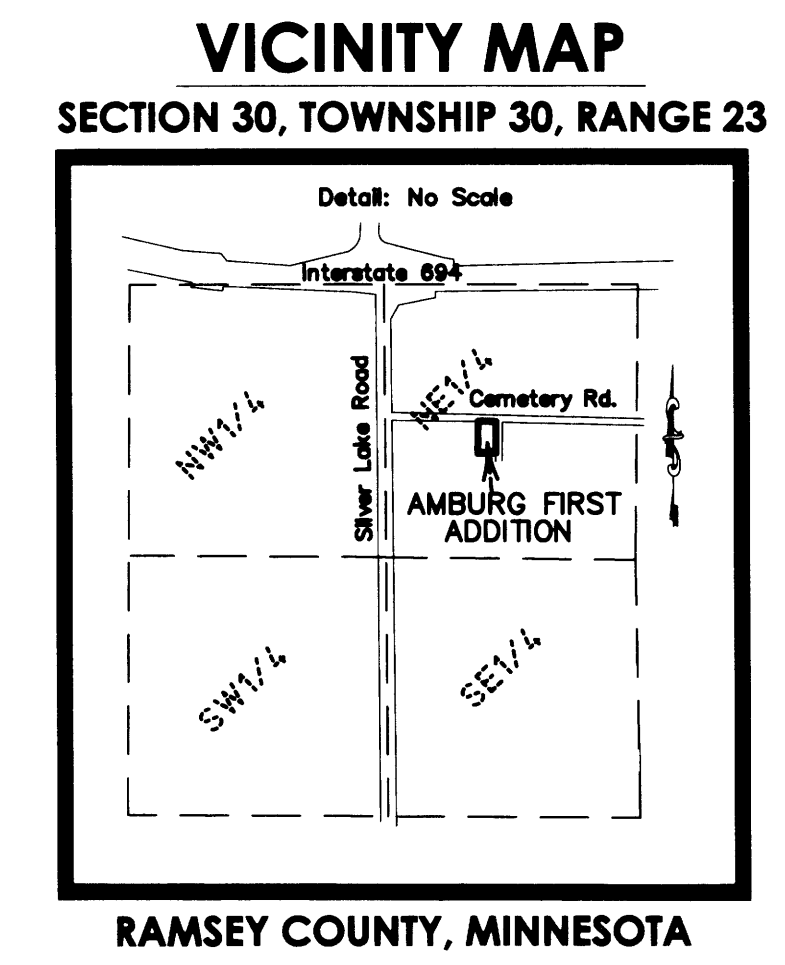 VICINITY MAP
SECTION 30, TOWNSHIP 30, RANGE 23
Detail: No Scale
Interstate 694
NW1/4
Silver Lake Road
NE1/4
Cemetery Rd.
AMBURG FIRST
ADDITION
SW1/4
SE1/4
RAMSEY COUNTY, MINNESOTA